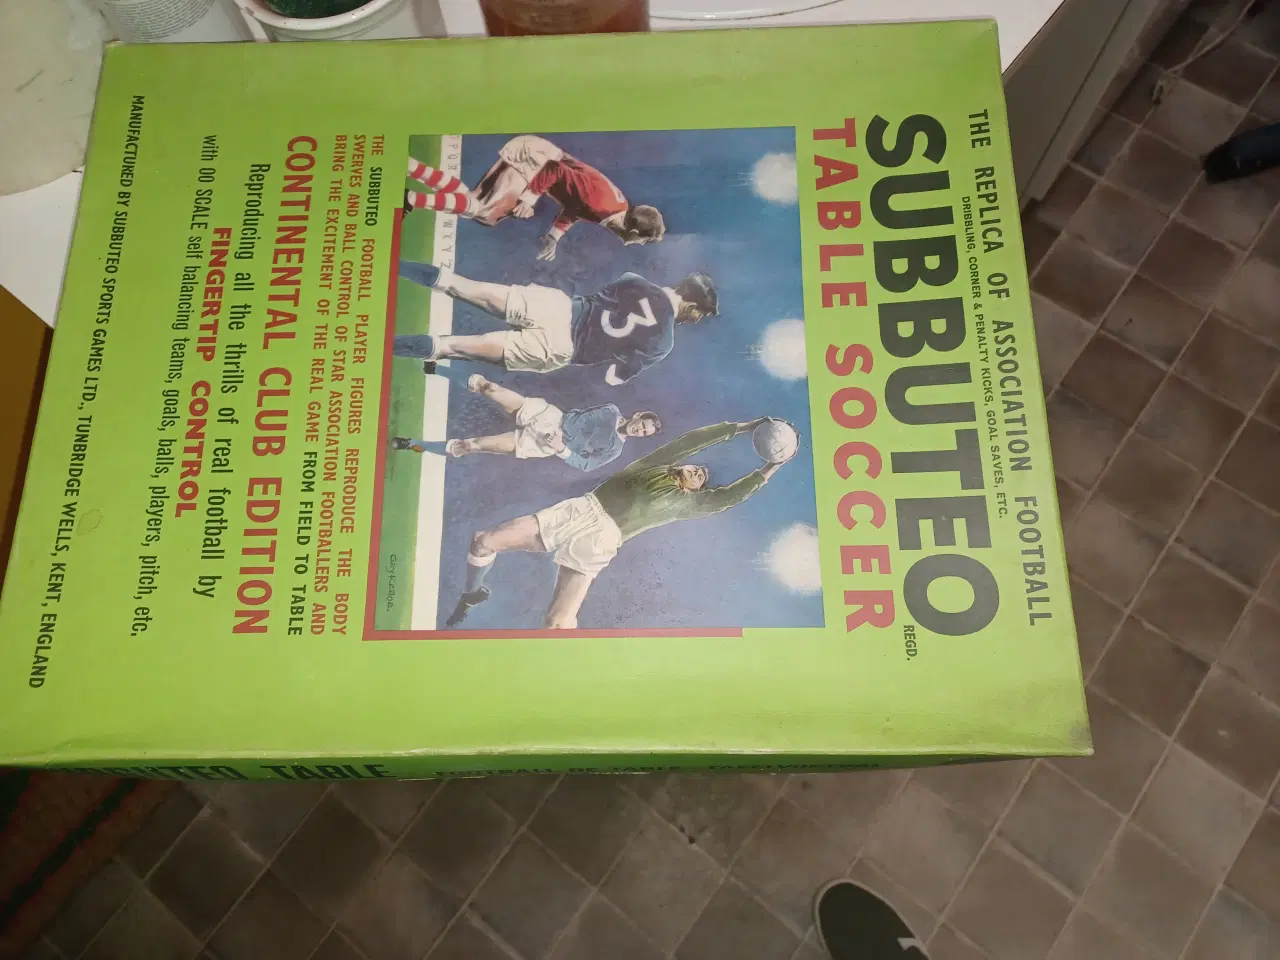 THE REPLICA OF ASSOCIATION FOOTBALL
DRIBBLING, CORNER & PENALTY KICKS, GOAL SAVES, ETC.
SUBBUTEO
REGD.
TABLE SOCCER
3
THE SUBBUTEO FOOTBALL PLAYER FIGURES REPRODUCE THE BODY
SWERVES AND BALL CONTROL OF STAR ASSOCIATION FOOTBALLERS AND
BRING THE EXCITEMENT OF THE REAL GAME FROM FIELD TO TABLE
CONTINENTAL CLUB EDITION
Reproducing all the thrills of real football by
FINGERTIP CONTROL
with 00 SCALE self balancing teams, goals, balls, players, pitch, etc.
MANUFACTURED BY SUBBUTEO SPORTS GAMES LTD., TUNBRIDGE WELLS, KENT, ENGLAND
TABLE